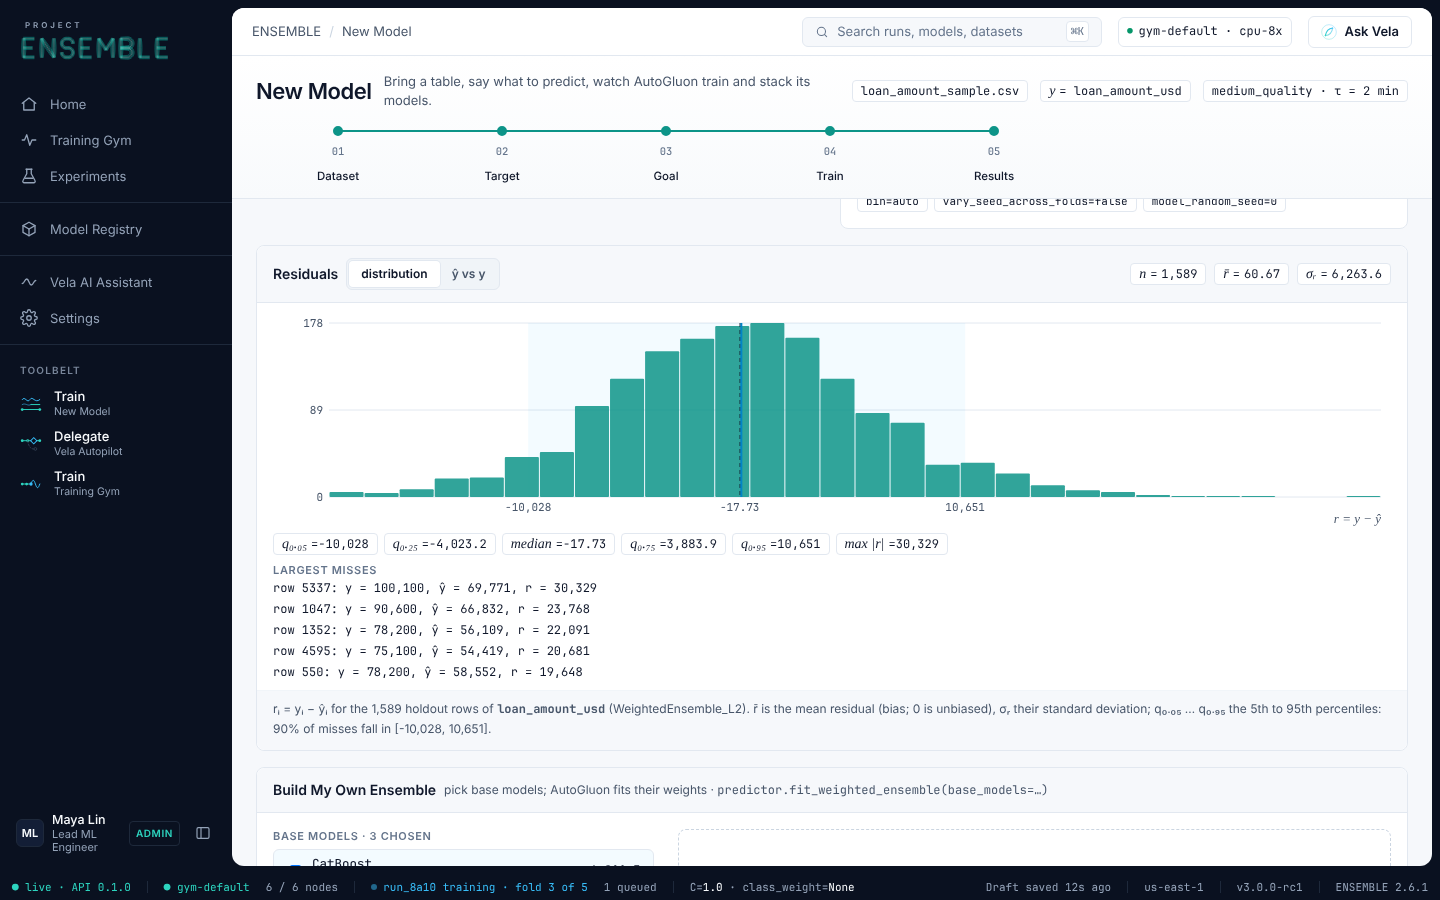 PROJECT
ENSEMBLE
Home
Training Gym
Experiments
Model Registry
Vela AI Assistant
Settings
TOOLBELT
Train
New Model
Delegate
Vela Autopilot
Train
Training Gym
ML
Maya Lin
Lead ML
Engineer
ADMIN
ENSEMBLE / New Model
Search runs, models, datasets
⌘K
gym-default · cpu-8x
Ask Vela
New Model
Bring a table, say what to predict, watch AutoGluon train and stack its
models.
loan_amount_sample.csv
y = loan_amount_usd
medium_quality · τ = 2 min
01
02
03
04
05
Dataset
Target
Goal
Train
Results
bin=auto
vary_seed_across_folds=false
model_random_seed=0
Residuals
distribution
ŷ vs y
n = 1,589
r̄ = 60.67
σᵣ = 6,263.6
178
89
0
-10,028
-17.73
10,651
r = y − ŷ
q₀.₀₅ =-10,028
q₀.₂₅ =-4,023.2
median =-17.73
q₀.₇₅ =3,883.9
q₀.₉₅ =10,651
max |r| =30,329
LARGEST MISSES
row 5337: y = 100,100, ŷ = 69,771, r = 30,329
row 1047: y = 90,600, ŷ = 66,832, r = 23,768
row 1352: y = 78,200, ŷ = 56,109, r = 22,091
row 4595: y = 75,100, ŷ = 54,419, r = 20,681
row 550: y = 78,200, ŷ = 58,552, r = 19,648
rᵢ = yᵢ − ŷᵢ for the 1,589 holdout rows of loan_amount_usd (WeightedEnsemble_L2). r̄ is the mean residual (bias; 0 is unbiased), σᵣ their standard deviation; q₀.₀₅ … q₀.₉₅ the 5th to 95th percentiles:
90% of misses fall in [-10,028, 10,651].
Build My Own Ensemble
pick base models; AutoGluon fits their weights · predictor.fit_weighted_ensemble(base_models=…)
BASE MODELS · 3 CHOSEN
CatBoost
live · API 0.1.0
gym-default 6 / 6 nodes
run_8a10 training · fold 3 of 5 1 queued
C=1.0 · class_weight=None
Draft saved 12s ago
us-east-1
v3.0.0-rc1
ENSEMBLE 2.6.1